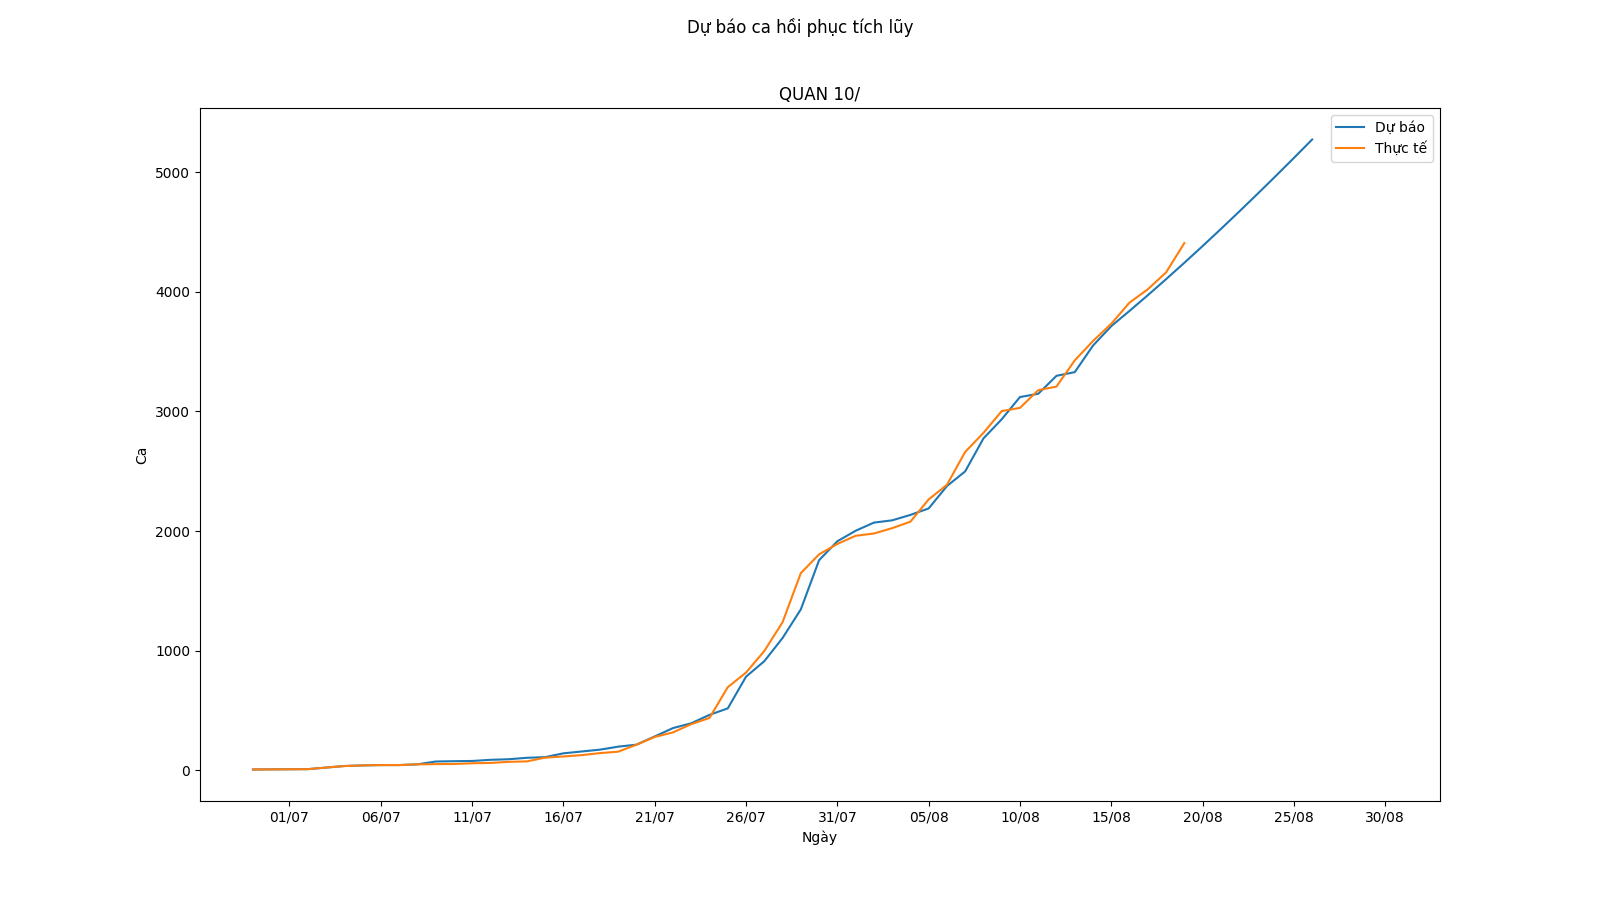 Dự báo ca hồi phục tích lũy
QUAN 10/
Dự báo
Thực tế
5000
4000
3000
2000
1000
0
Ca
01/07 06/07 11/07 16/07 21/07 26/07 31/07 05/08 10/08 15/08 20/08 25/08 30/08
Ngày